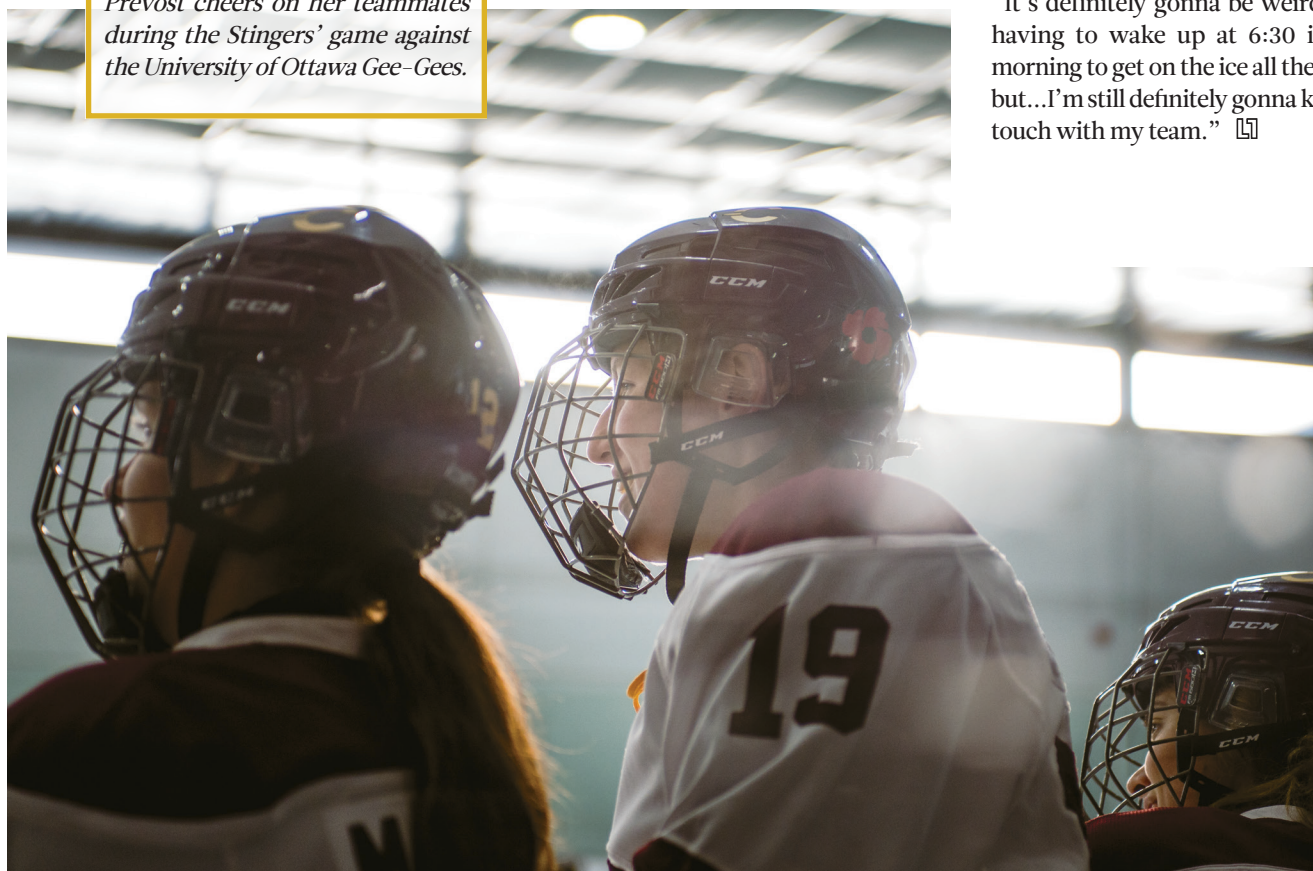 Prevost cheers on her teammates
during the Stingers' game against
the University of Ottawa Gee-Gees.
"It's definitely gonna be weird
having to wake up at 6:30 i
morning to get on the ice all the
but...I'm still definitely gonna k
touch with my team."
CCM
CCM
13
CCM
CCM
19
CCM
CCM